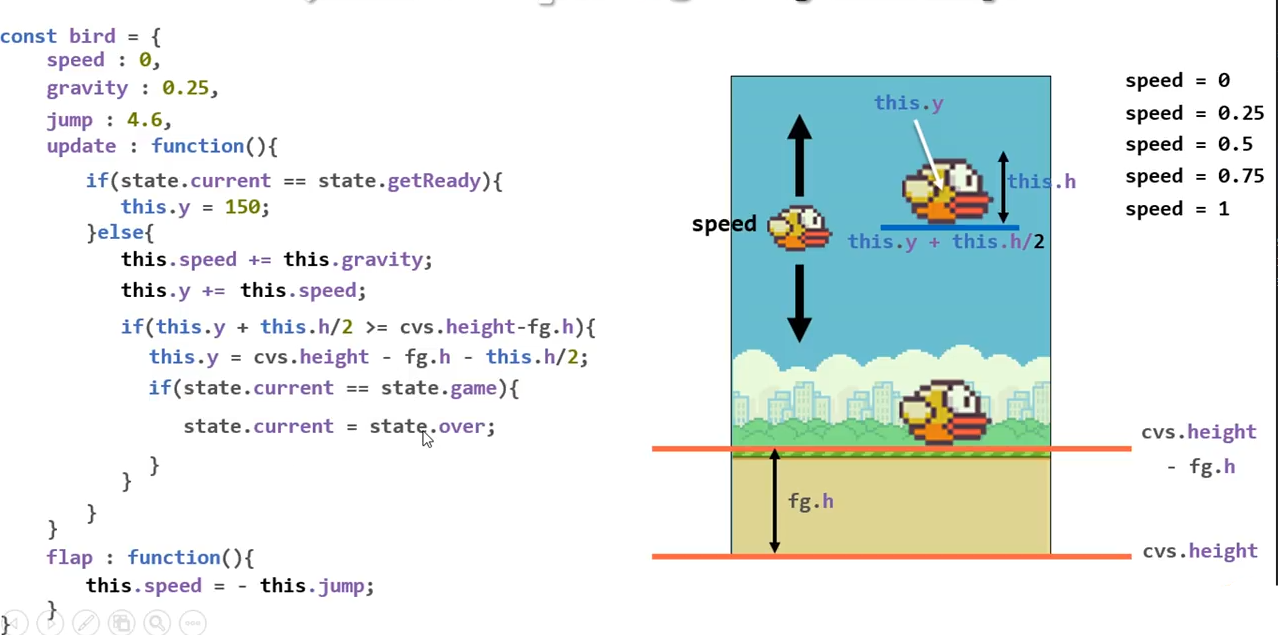 const bird = {
speed : 0,
gravity : 0.25,
jump : 4.6,
update : function(){
if(state.current == state.getReady){
this.y = 150;
}else{
this.speed += this.gravity;
this.y += this.speed;
if(this.y + this.h/2 >= cvs.height-fg.h){
this.y = cvs.height - fg.h - this.h/2;
if(state.current == state.game){
state.current = state.over;
}
}
}
}
flap : function(){
this.speed = - this.jump;
}
}
this.y
this.h
speed
this.y + this.h/2
fg.h
speed = 0
speed = 0.25
speed = 0.5
speed = 0.75
speed = 1
cvs.height
- fg.h
cvs.height